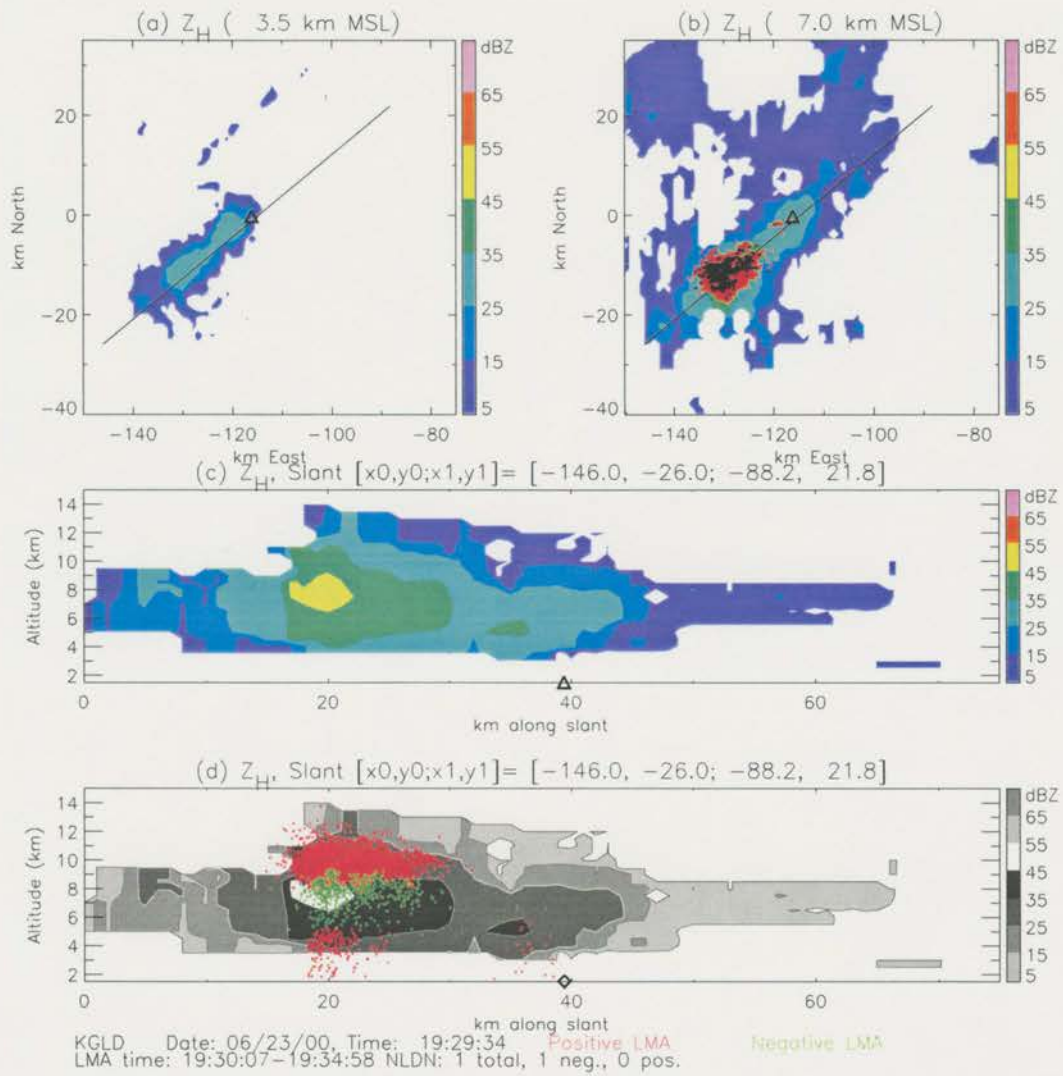 (a) Z_H ( 3.5 km MSL)
dBZ
65
55
45
35
25
15
5
20
0
−20
−40
km North
−140 −120 −100 −80
km East
(b) Z_H ( 7.0 km MSL)
dBZ
65
55
45
35
25
15
5
20
0
−20
−40
km North
−140 −120 −100 −80
km East
(c) Z_H, Slant [x0,y0;x1,y1]= [−146.0, −26.0; −88.2, 21.8]
dBZ
65
55
45
35
25
15
5
14
12
10
8
6
4
2
Altitude (km)
0 20 40 60
km along slant
(d) Z_H, Slant [x0,y0;x1,y1]= [−146.0, −26.0; −88.2, 21.8]
dBZ
65
55
45
35
25
15
5
14
12
10
8
6
4
2
Altitude (km)
0 20 40 60
km along slant
KGLD Date: 06/23/00, Time: 19:29:34 Positive LMA Negative LMA
LMA time: 19:30:07−19:34:58 NLDN: 1 total, 1 neg., 0 pos.